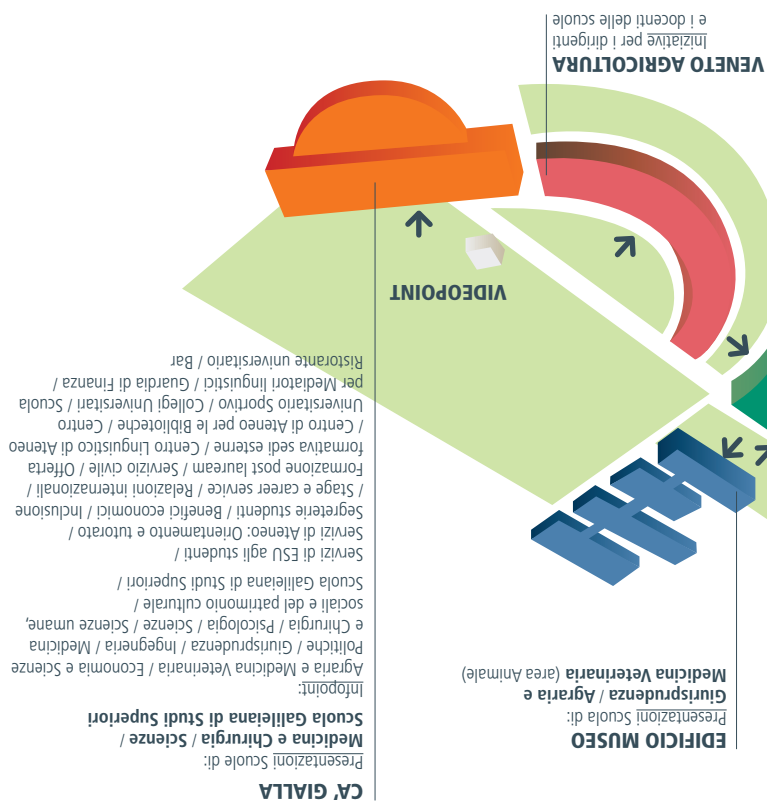 CA' GIALLA
Presentazioni Scuole di:
Medicina e Chirurgia / Scienze /
Scuola Galileiana di Studi Superiori
Infopoint:
Agraria e Medicina Veterinaria / Economia e Scienze
Politiche / Giurisprudenza / Ingegneria / Medicina
e Chirurgia / Psicologia / Scienze / Scienze umane,
sociali e del patrimonio culturale /
Scuola Galileiana di Studi Superiori /
Servizi di ESU agli studenti /
Servizi di Ateneo: Orientamento e tutorato /
Segreterie studenti / Benefici economici / Inclusione
/ Stage e career service / Relazioni internazionali /
Formazione post lauream / Servizio civile / Offerta
formativa sedi esterne / Centro Linguistico di Ateneo
/ Centro di Ateneo per le Biblioteche / Centro
Universitario Sportivo / Collegi Universitari / Scuola
per Mediatori linguistici / Guardia di Finanza /
Ristorante universitario / Bar
EDIFICIO MUSEO
Presentazioni Scuola di:
Giurisprudenza / Agraria e
Medicina Veterinaria (area Animale)
VIDEOPOINT
VENETO AGRICOLTURA
Iniziative per i dirigenti
e i docenti delle scuole